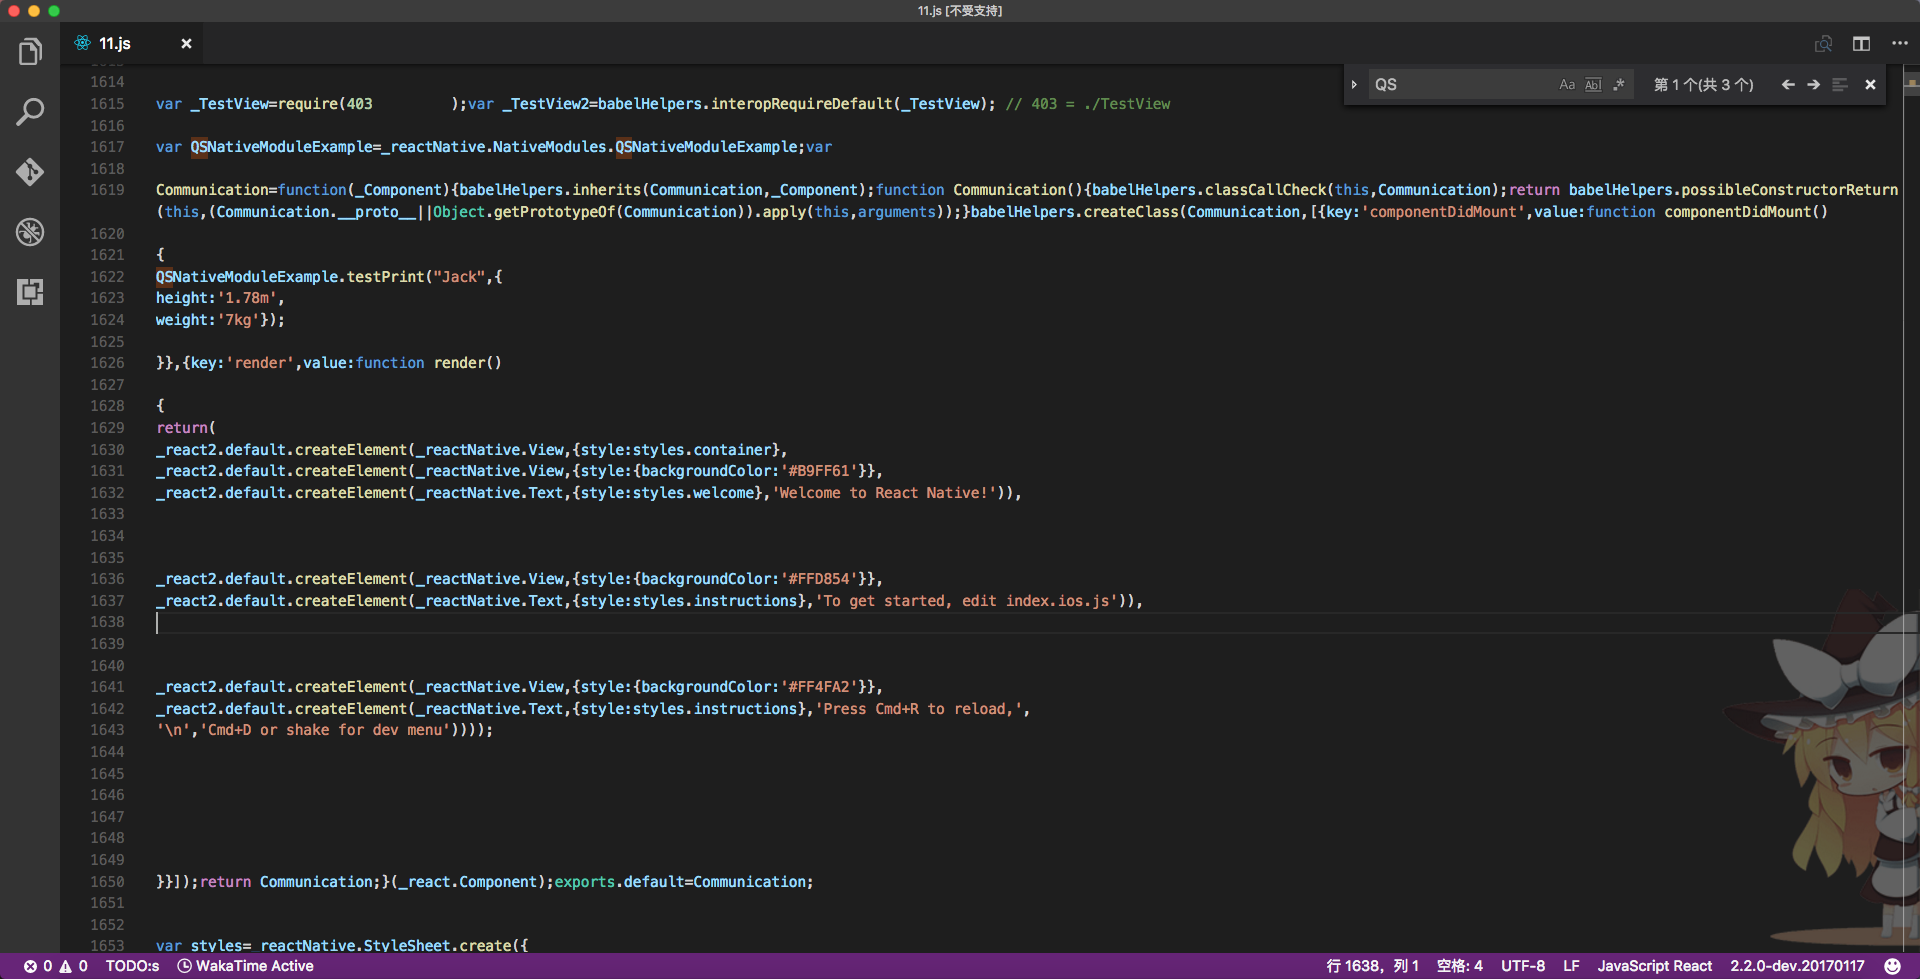 11.js [不受支持]
11.js
QS
Aa Abl .*
第 1 个(共 3 个)
1614
1615 var _TestView=require(403         );var _TestView2=babelHelpers.interopRequireDefault(_TestView); // 403 = ./TestView
1616
1617 var QSNativeModuleExample=_reactNative.NativeModules.QSNativeModuleExample;var
1618
1619 Communication=function(_Component){babelHelpers.inherits(Communication,_Component);function Communication(){babelHelpers.classCallCheck(this,Communication);return babelHelpers.possibleConstructorReturn
(this,(Communication.__proto__||Object.getPrototypeOf(Communication)).apply(this,arguments));}babelHelpers.createClass(Communication,[{key:'componentDidMount',value:function componentDidMount()
1620
1621 {
1622 QSNativeModuleExample.testPrint("Jack",{
1623 height:'1.78m',
1624 weight:'7kg'});
1625
1626 }},{key:'render',value:function render()
1627
1628 {
1629 return(
1630 _react2.default.createElement(_reactNative.View,{style:styles.container},
1631 _react2.default.createElement(_reactNative.View,{style:{backgroundColor:'#B9FF61'}},
1632 _react2.default.createElement(_reactNative.Text,{style:styles.welcome},'Welcome to React Native!')),
1633
1634
1635
1636 _react2.default.createElement(_reactNative.View,{style:{backgroundColor:'#FFD854'}},
1637 _react2.default.createElement(_reactNative.Text,{style:styles.instructions},'To get started, edit index.ios.js')),
1638
1639
1640
1641 _react2.default.createElement(_reactNative.View,{style:{backgroundColor:'#FF4FA2'}},
1642 _react2.default.createElement(_reactNative.Text,{style:styles.instructions},'Press Cmd+R to reload,',
1643 '\n','Cmd+D or shake for dev menu'))));
1644
1645
1646
1647
1648
1649
1650 }}]);return Communication;}(_react.Component);exports.default=Communication;
1651
1652
1653 var styles=_reactNative.StyleSheet.create({
0 0 TODO:s WakaTime Active
行 1638，列 1 空格: 4 UTF-8 LF JavaScript React 2.2.0-dev.20170117